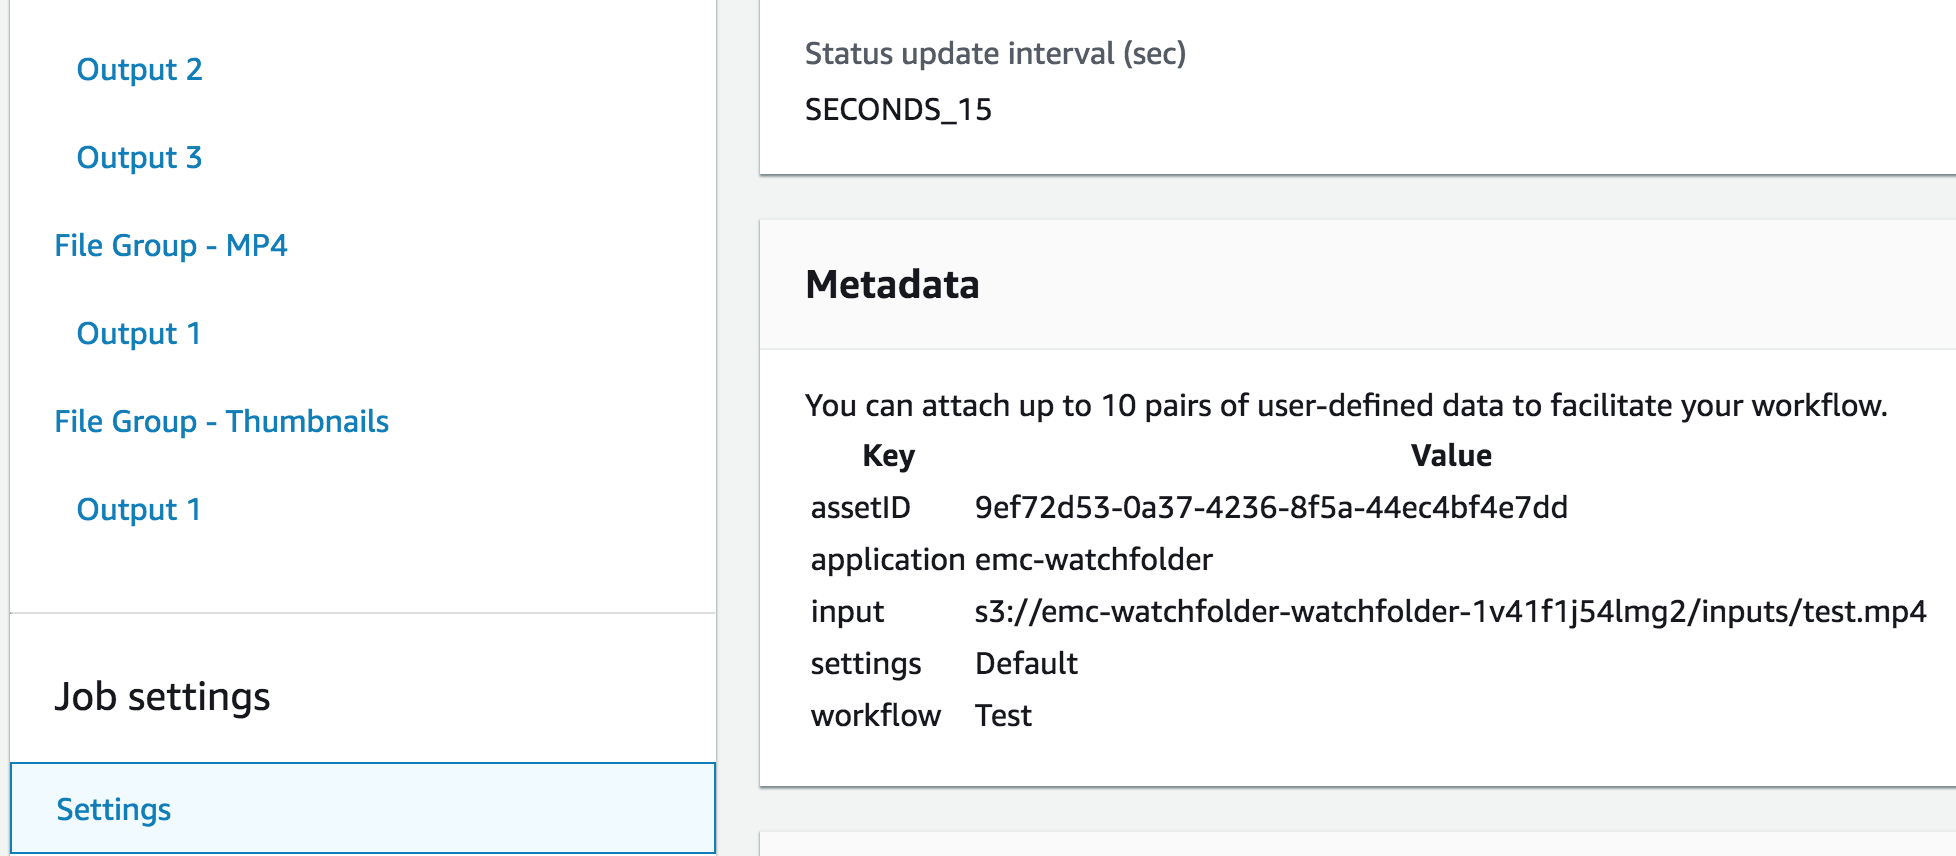 Output 2
Output 3
File Group - MP4
Output 1
File Group - Thumbnails
Output 1
Job settings
Settings
Status update interval (sec)
SECONDS_15
Metadata
You can attach up to 10 pairs of user-defined data to facilitate your workflow.
Key Value
assetID 9ef72d53-0a37-4236-8f5a-44ec4bf4e7dd
application emc-watchfolder
input s3://emc-watchfolder-watchfolder-1v41f1j54lmg2/inputs/test.mp4
settings Default
workflow Test